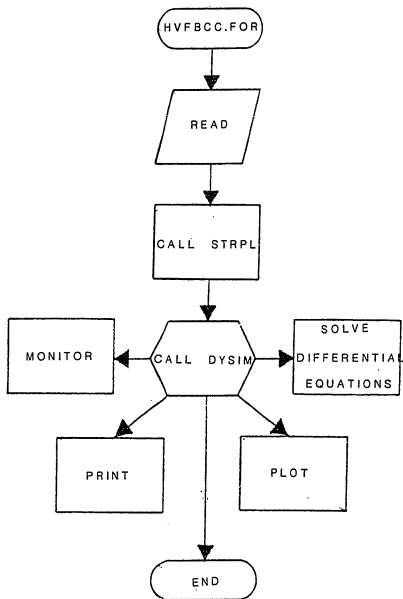 HVFBCC.FOR
READ
CALL STRPL
MONITOR
CALL DYSIM
SOLVE
DIFFERENTIAL
EQUATIONS
PRINT
PLOT
END